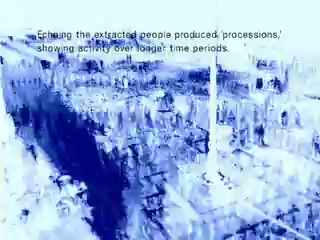 Echoing the extracted people produced 'processions,'
showing activity over longer time periods.